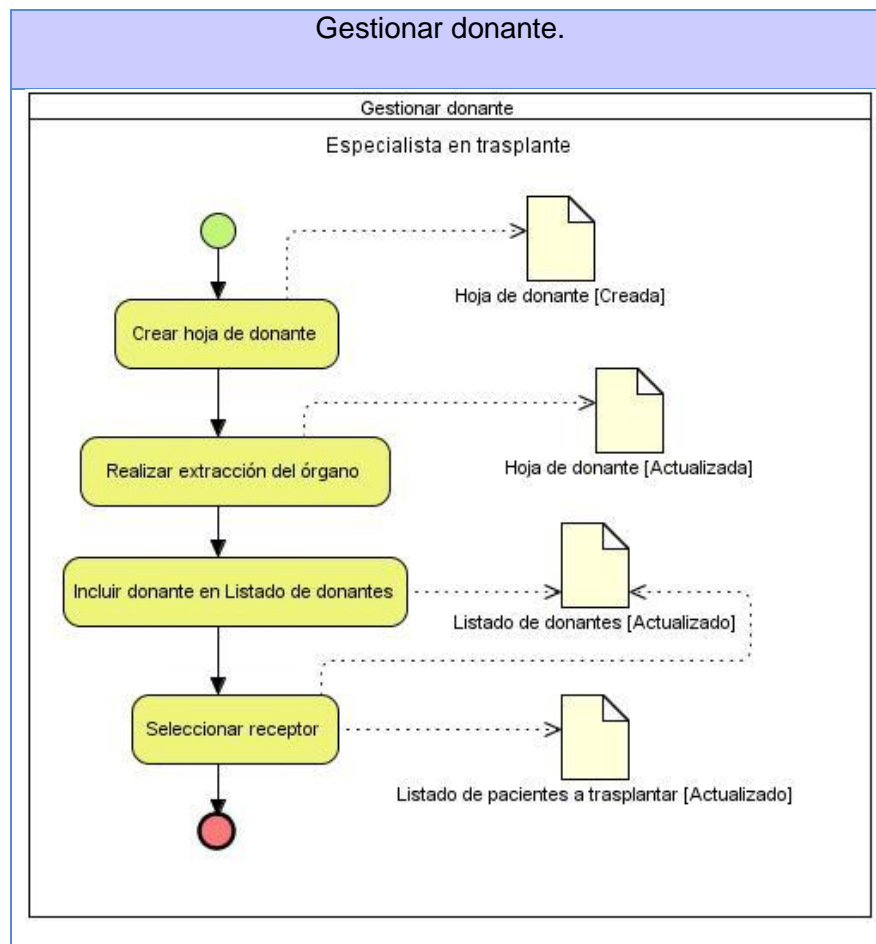 Gestionar donante.
Gestionar donante
Especialista en trasplante
Hoja de donante [Creada]
Crear hoja de donante
Realizar extracción del órgano
Hoja de donante [Actualizada]
Incluir donante en Listado de donantes
Listado de donantes [Actualizado]
Seleccionar receptor
Listado de pacientes a trasplantar [Actualizado]